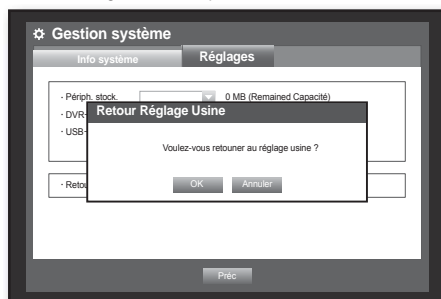 Gestion système
Info système
Réglages
· Périph. stock. 0 MB (Remained Capacité)
· DVR-
· USB-
Retour Réglage Usine
Voulez-vous retouner au réglage usine ?
OK Annuler
· Retou
Préc